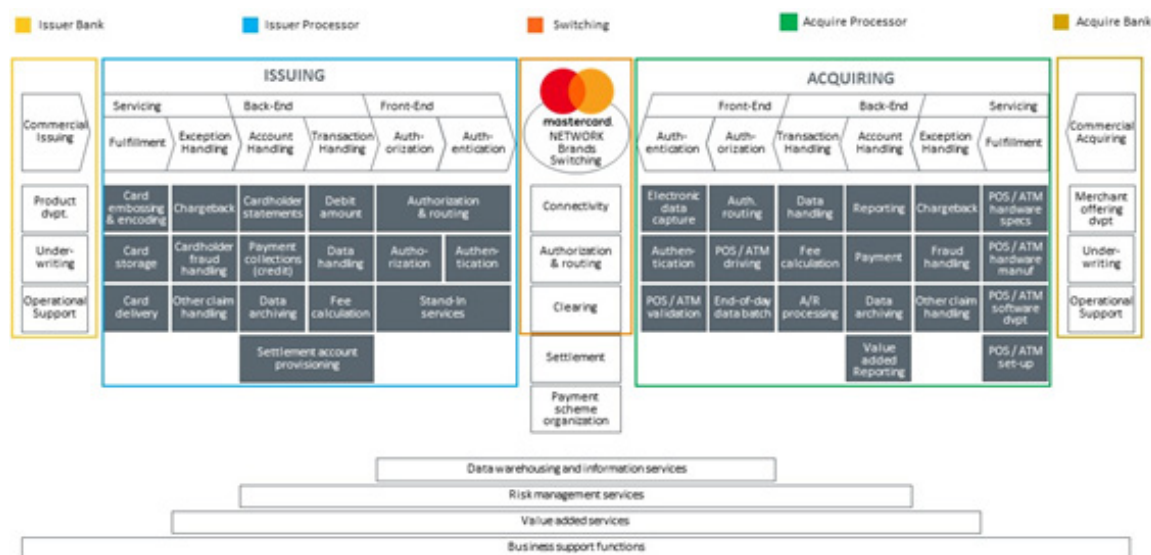 Issuer Bank
Issuer Processor
Switching
Acquire Processor
Acquire Bank
ISSUING
ACQUIRING
Commercial
Issuing
Servicing
Back-End
Front-End
Fulfillment
Exception
Handling
Account
Handling
Transaction
Handling
Auth-
orization
Auth-
entication
mastercard.
NETWORK
Brands
Switching
Front-End
Back-End
Servicing
Auth-
entication
Auth-
orization
Transaction
Handling
Account
Handling
Exception
Handling
Fulfillment
Commercial
Acquiring
Product
dvpt.
Card
embossing
& encoding
Chargeback
Cardholder
statements
Debit
amount
Authorization
& routing
Connectivity
Electronic
data
capture
Auth.
routing
Data
handling
Reporting
Chargeback
POS / ATM
hardware
specs
Merchant
offering
dvpt
Under-
writing
Card
storage
Cardholder
fraud
handling
Payment
collections
(credit)
Data
handling
Autho-
rization
Authen-
tication
Authorization
& routing
Authen-
tication
POS / ATM
driving
Fee
calculation
Payment
Fraud
handling
POS / ATM
hardware
manuf
Under-
writing
Operational
Support
Card
delivery
Other claim
handling
Data
archiving
Fee
calculation
Stand-In
services
Clearing
POS / ATM
validation
End-of-day
data batch
A/R
processing
Data
archiving
Other claim
handling
POS / ATM
software
dvpt
Operational
Support
Settlement account
provisioning
Settlement
Value
added
Reporting
POS / ATM
set-up
Payment
scheme
organization
Data warehousing and information services
Risk management services
Value added services
Business support functions